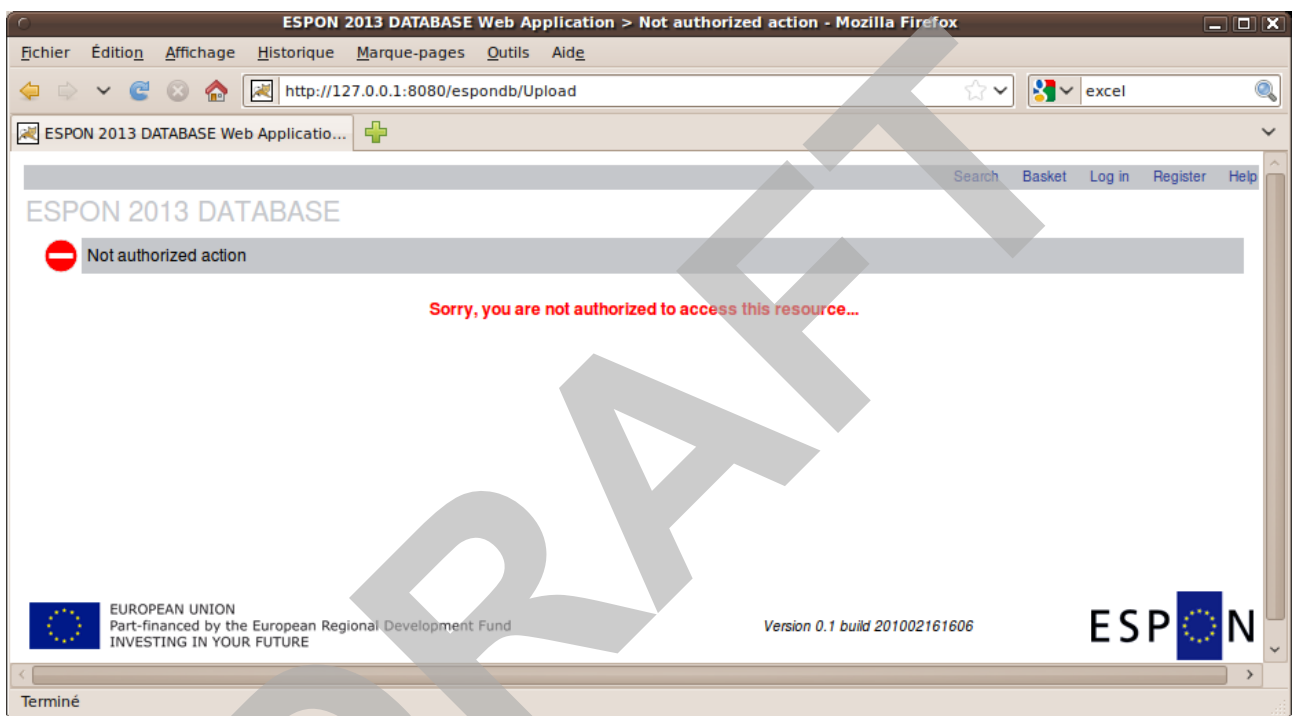 ESPON 2013 DATABASE Web Application > Not authorized action - Mozilla Firefox
Fichier Édition Affichage Historique Marque-pages Outils Aide
http://127.0.0.1:8080/espondb/Upload
excel
ESPON 2013 DATABASE Web Applicatio...
Search Basket Log in Register Help
ESPON 2013 DATABASE
Not authorized action
Sorry, you are not authorized to access this resource...
EUROPEAN UNION
Part-financed by the European Regional Development Fund
INVESTING IN YOUR FUTURE
Version 0.1 build 201002161606
ESPON
Terminé
DRAFT